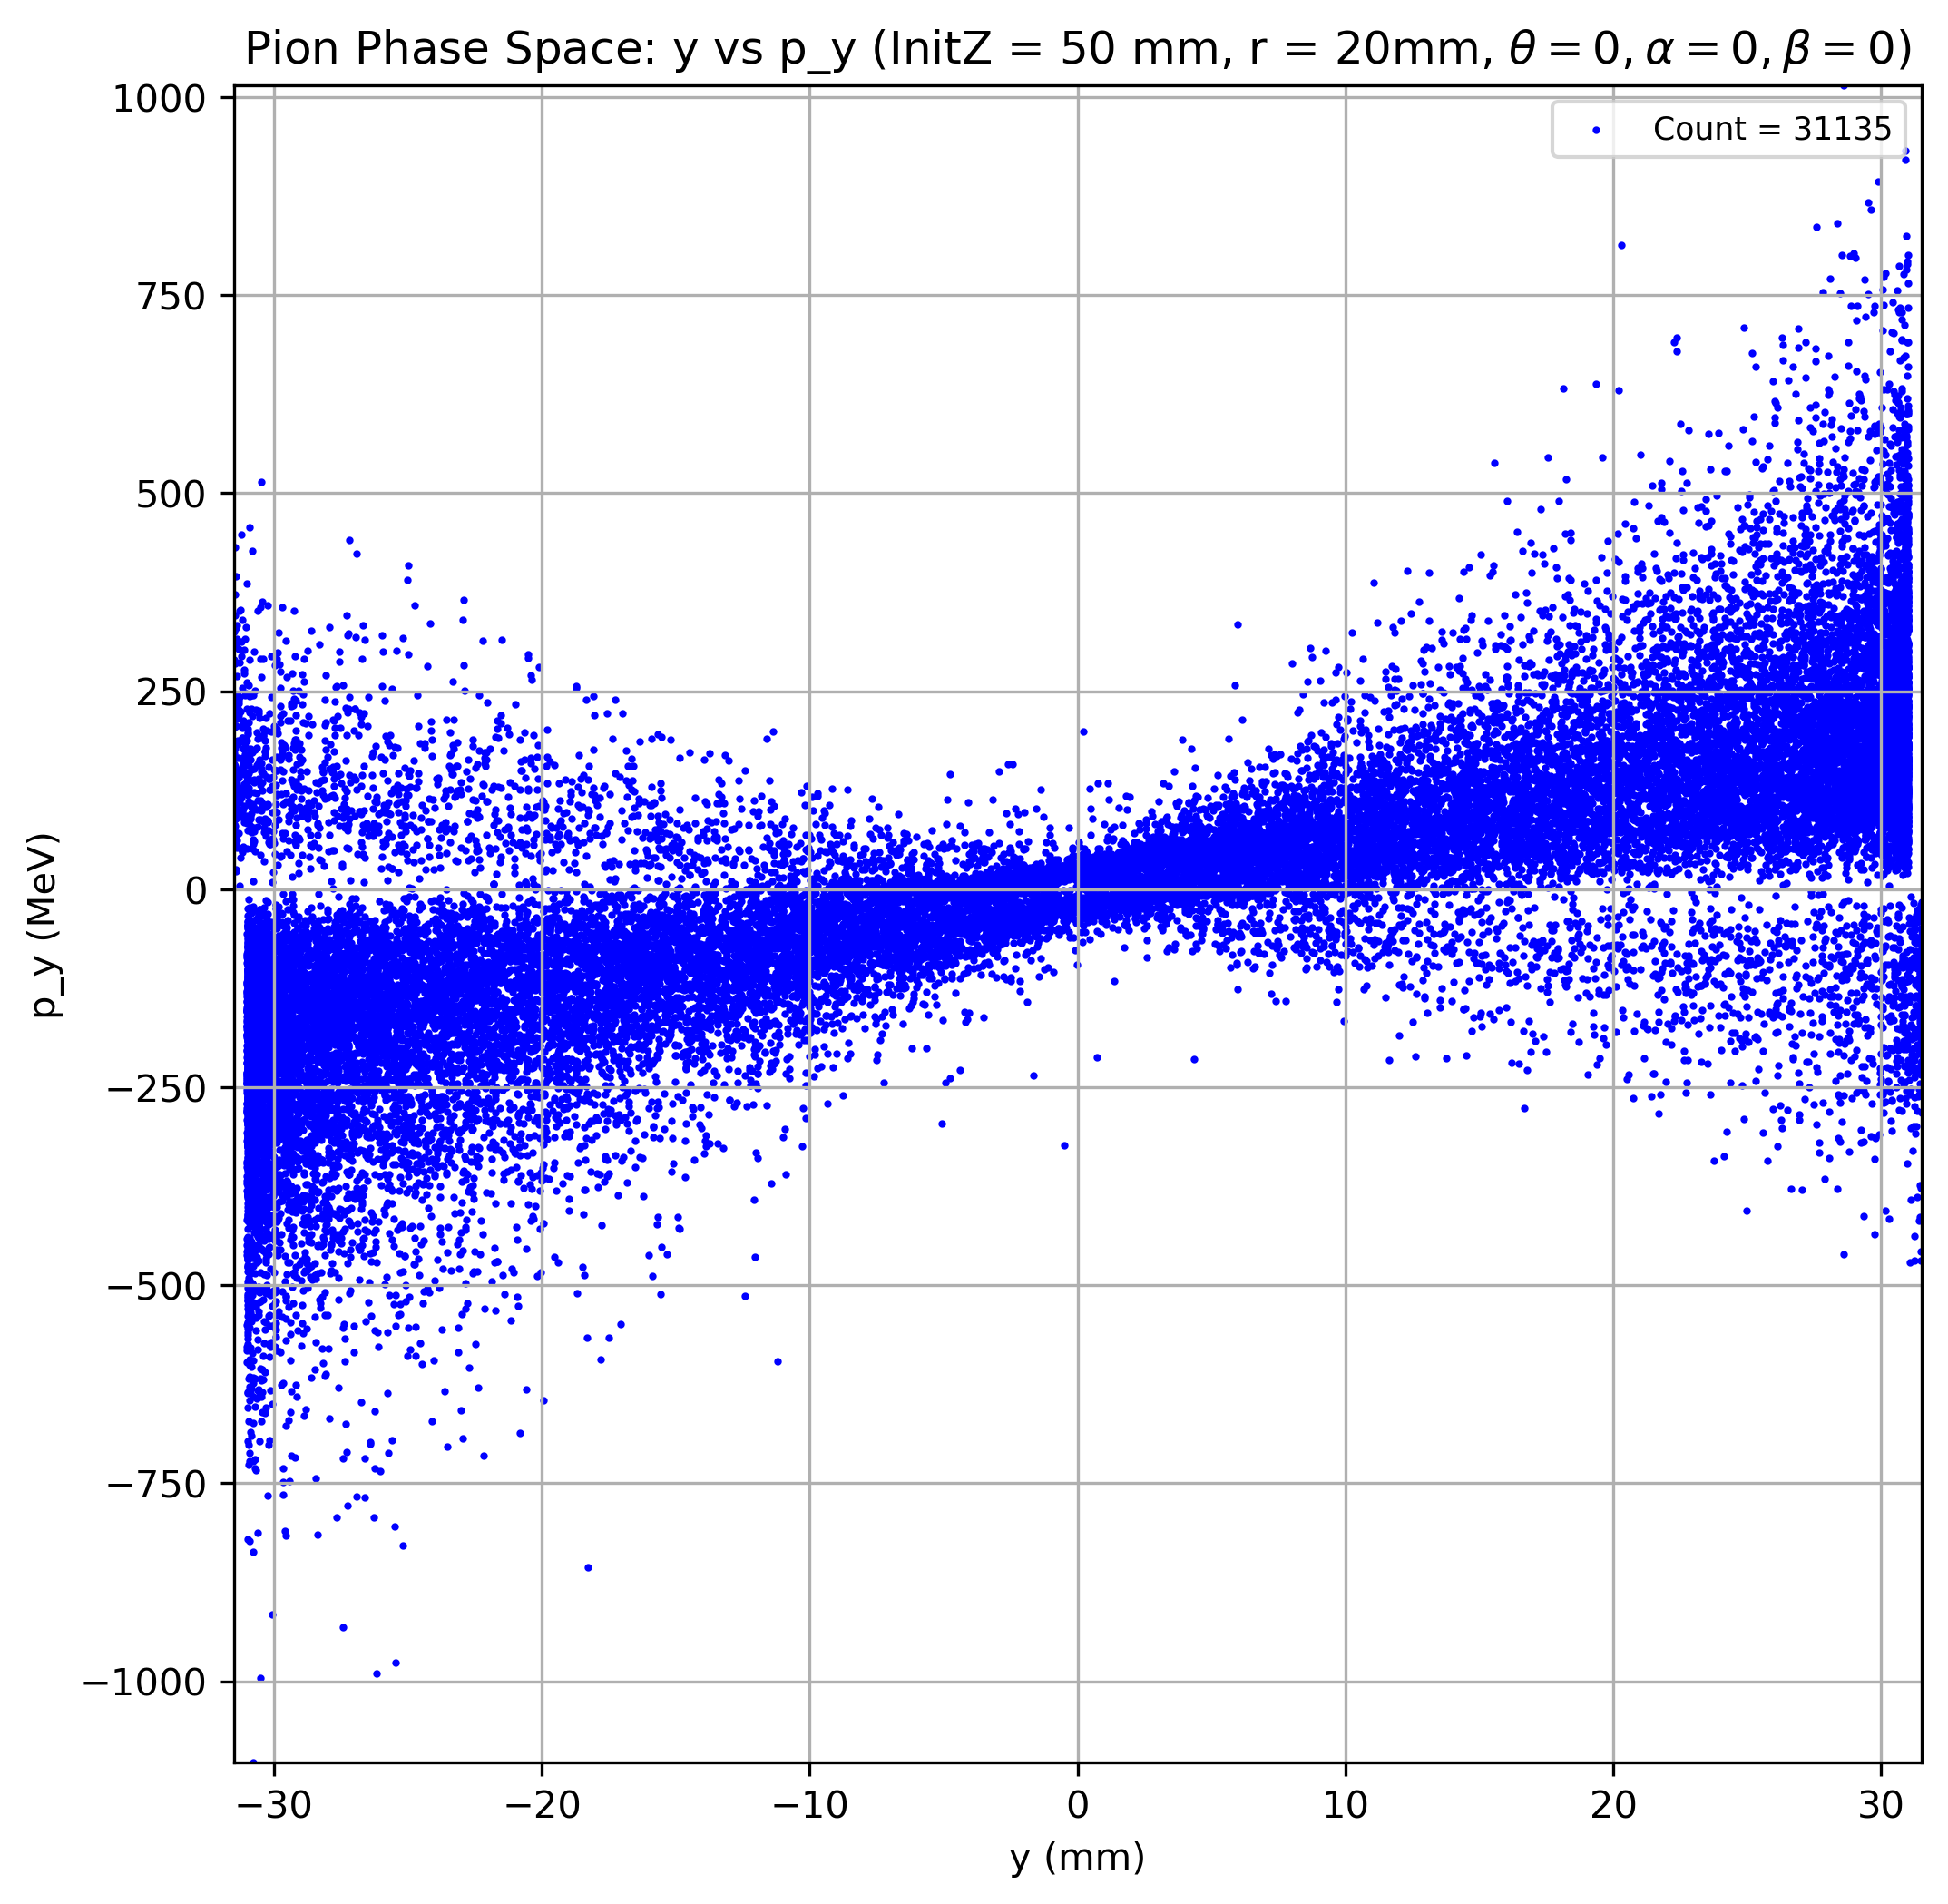 Pion Phase Space: y vs p_y (InitZ = 50 mm, r = 20mm, θ = 0, α = 0, β = 0)
Count = 31135
1000
750
500
250
0
−250
−500
−750
−1000
p_y (MeV)
−30 −20 −10 0 10 20 30
y (mm)